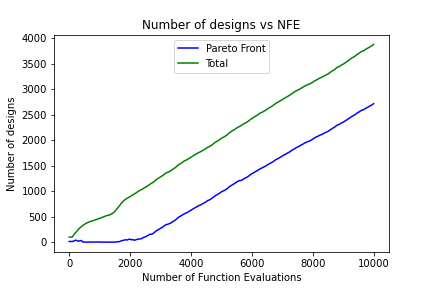 Number of designs vs NFE
Pareto Front
Total
Number of designs
4000
3500
3000
2500
2000
1500
1000
500
0
0 2000 4000 6000 8000 10000
Number of Function Evaluations